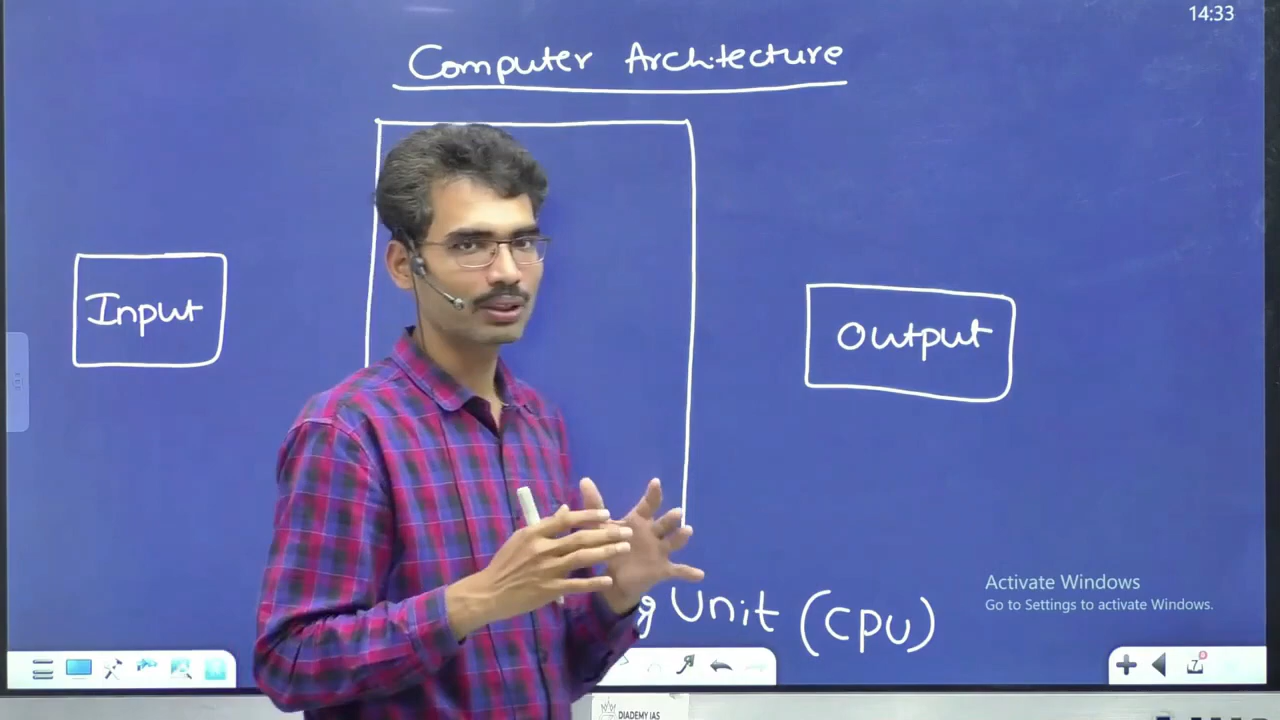 14:33
Computer Architecture
Input
Output
Activate Windows
Go to Settings to activate Windows.
Unit (CPU)
DIADEMY IAS